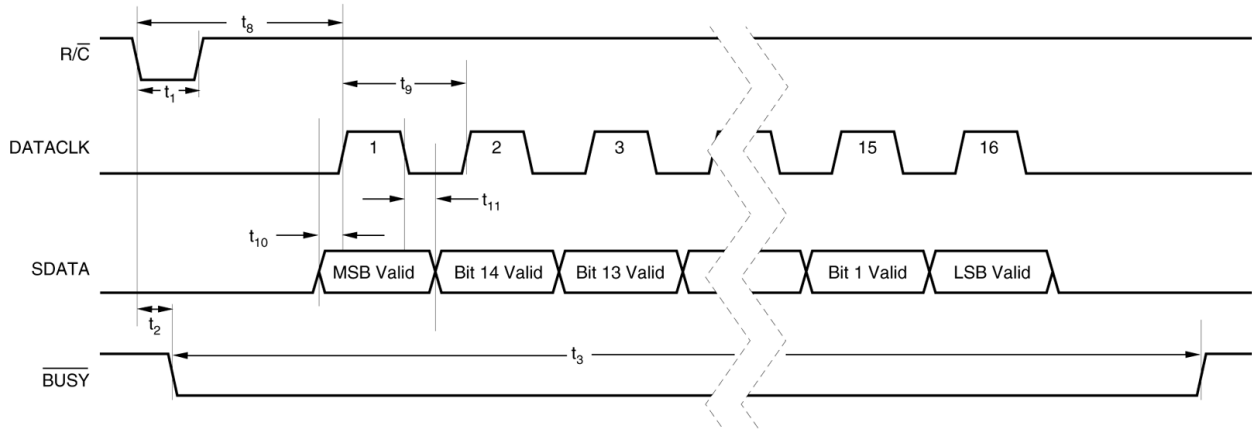 t₈
R/C̅
t₁
t₉
DATACLK
1 2 3 15 16
t₁₁
t₁₀
SDATA
MSB Valid Bit 14 Valid Bit 13 Valid Bit 1 Valid LSB Valid
t₂
t₃
B̅U̅S̅Y̅